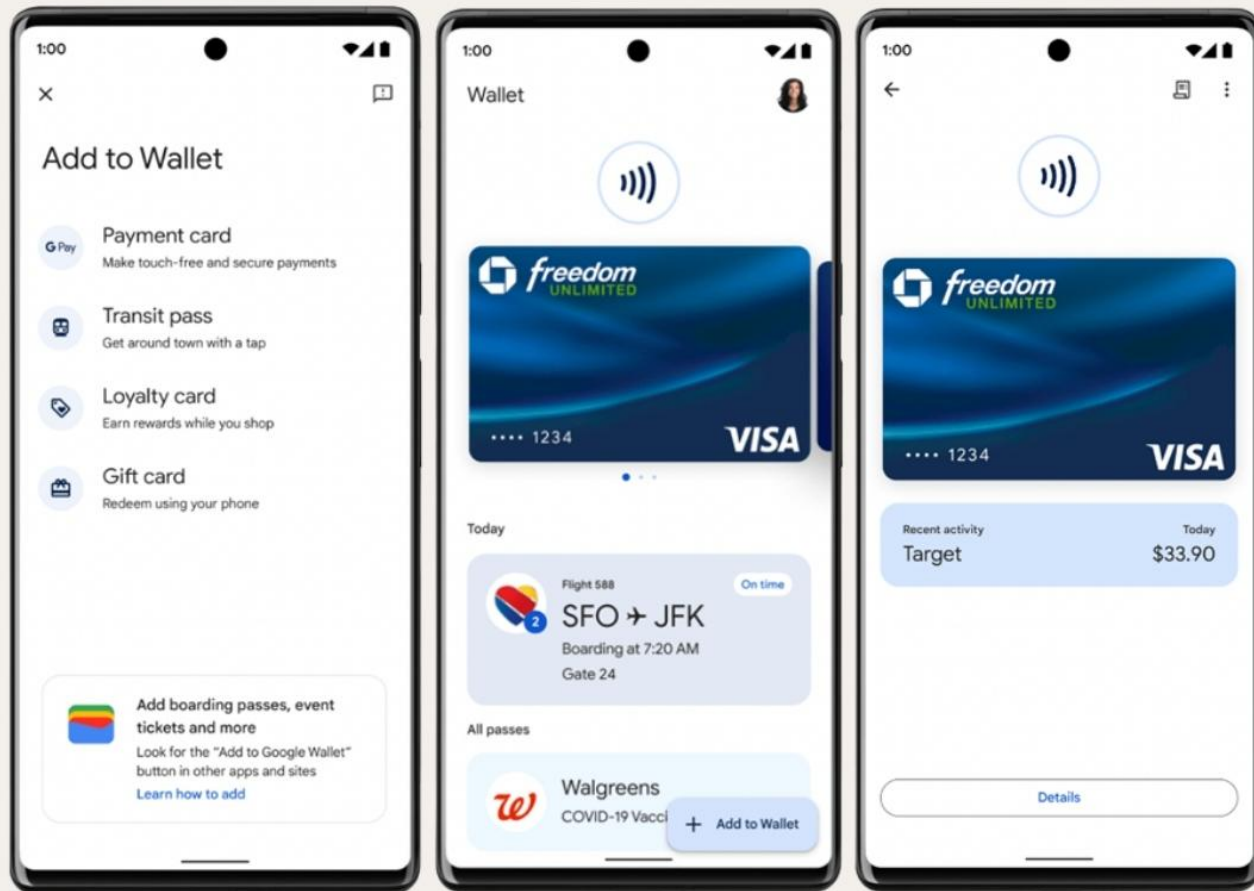 1:00
Add to Wallet
G Pay
Payment card
Make touch-free and secure payments
Transit pass
Get around town with a tap
Loyalty card
Earn rewards while you shop
Gift card
Redeem using your phone
Add boarding passes, event
tickets and more
Look for the "Add to Google Wallet"
button in other apps and sites
Learn how to add
1:00
Wallet
freedom
UNLIMITED
•••• 1234
VISA
Today
Flight 588
On time
2
SFO ✈ JFK
Boarding at 7:20 AM
Gate 24
All passes
Walgreens
COVID-19 Vacci
+ Add to Wallet
1:00
freedom
UNLIMITED
•••• 1234
VISA
Recent activity
Today
Target
$33.90
Details